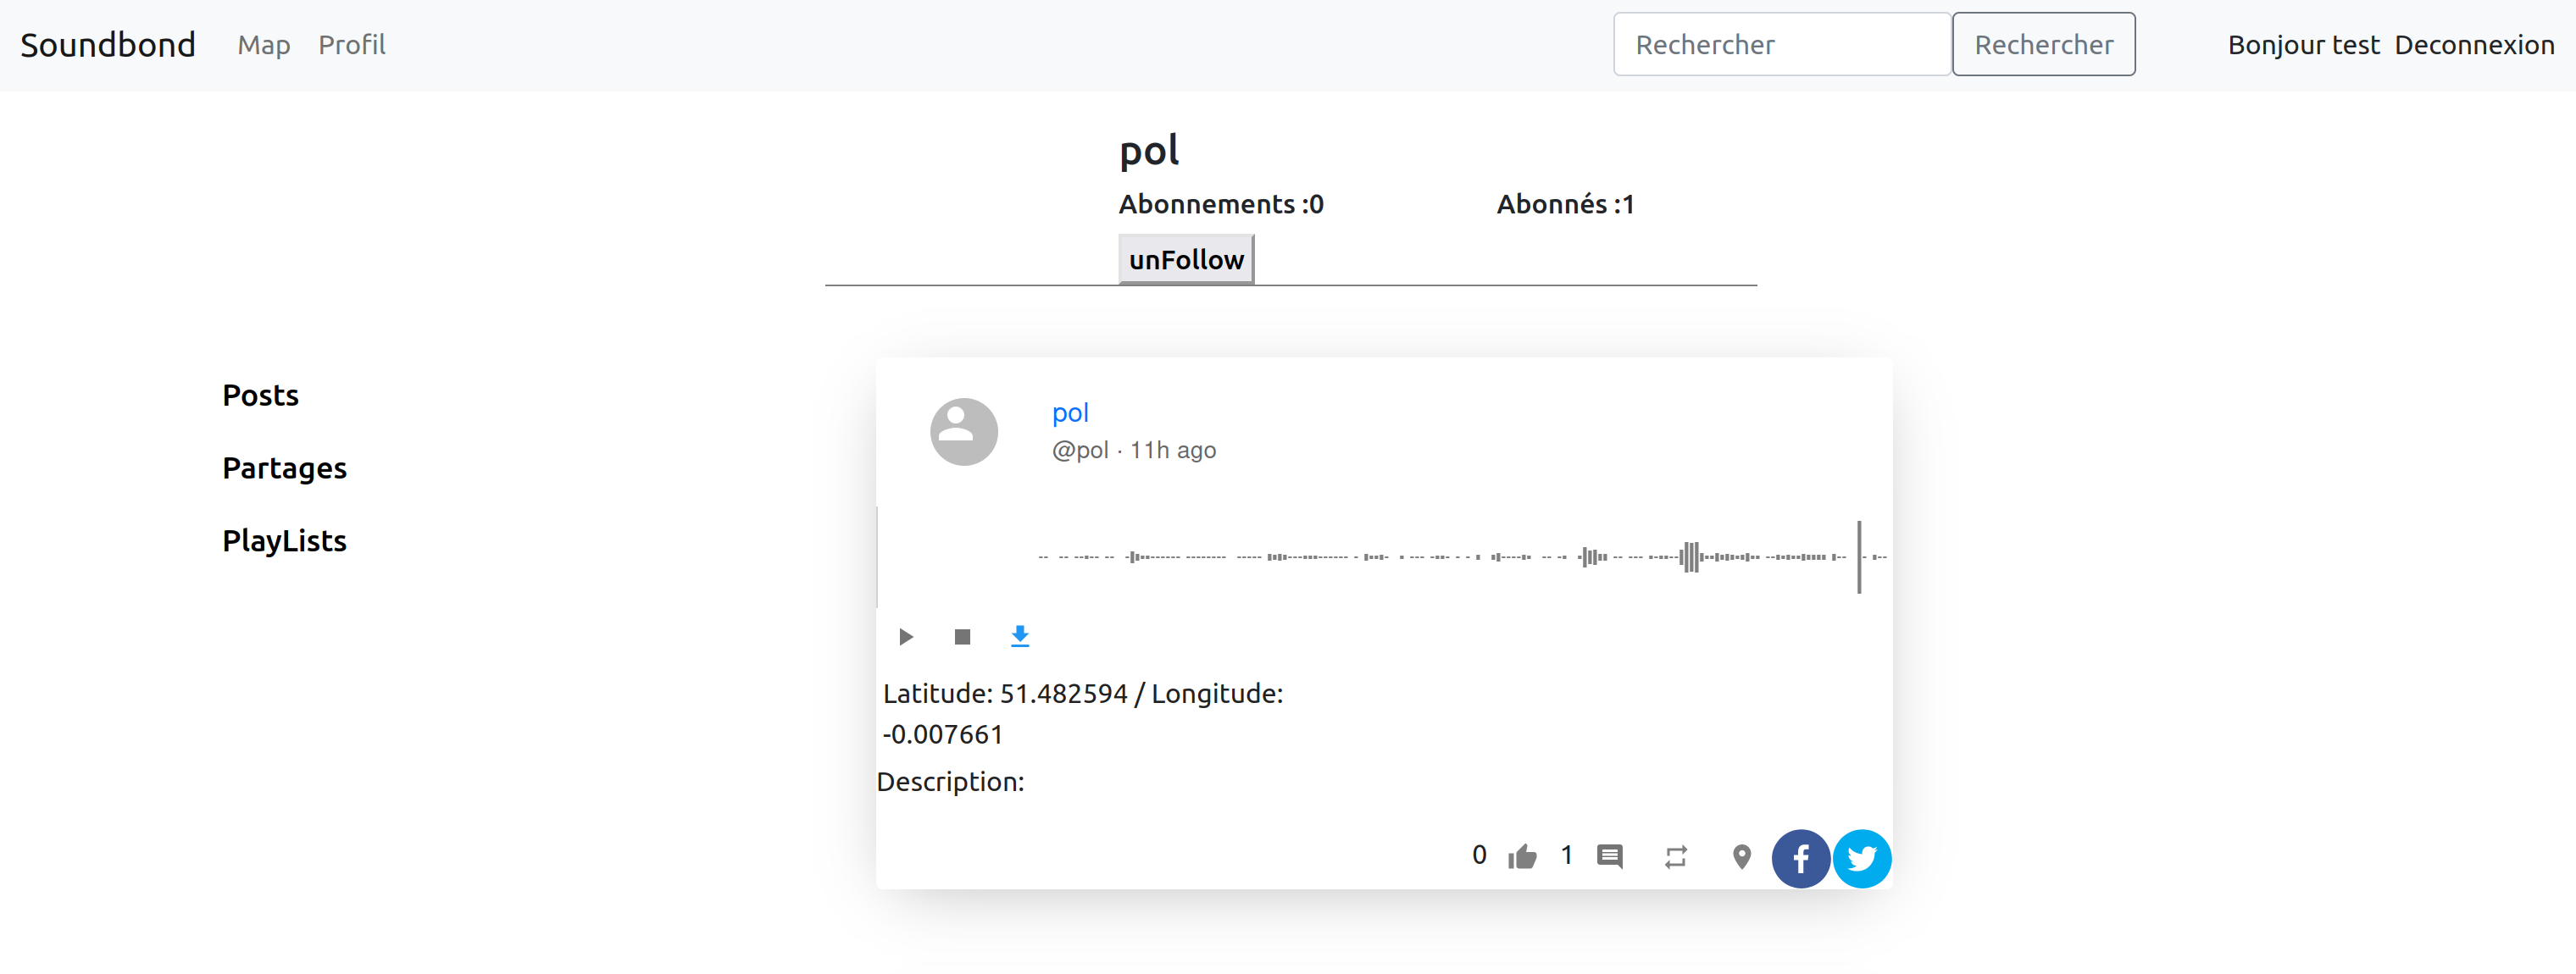 Soundbond Map Profil Rechercher Rechercher Bonjour test Deconnexion
pol
Abonnements :0 Abonnés :1
unFollow
Posts
Partages
PlayLists
pol
@pol · 11h ago
Latitude: 51.482594 / Longitude:
-0.007661
Description:
0 1